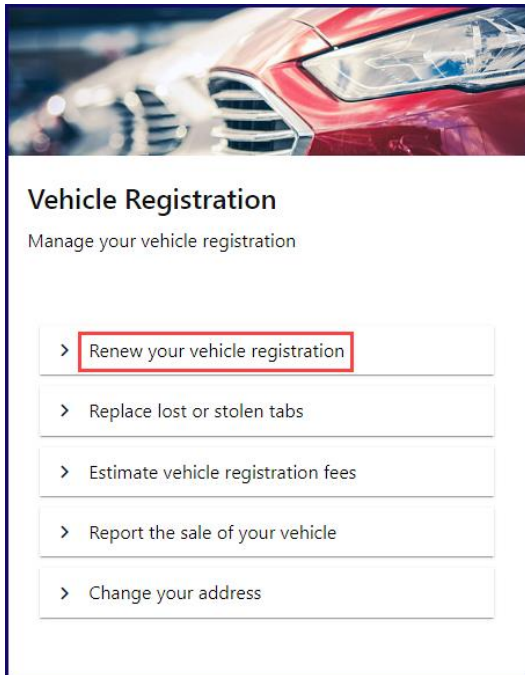 Vehicle Registration
Manage your vehicle registration
Renew your vehicle registration
Replace lost or stolen tabs
Estimate vehicle registration fees
Report the sale of your vehicle
Change your address